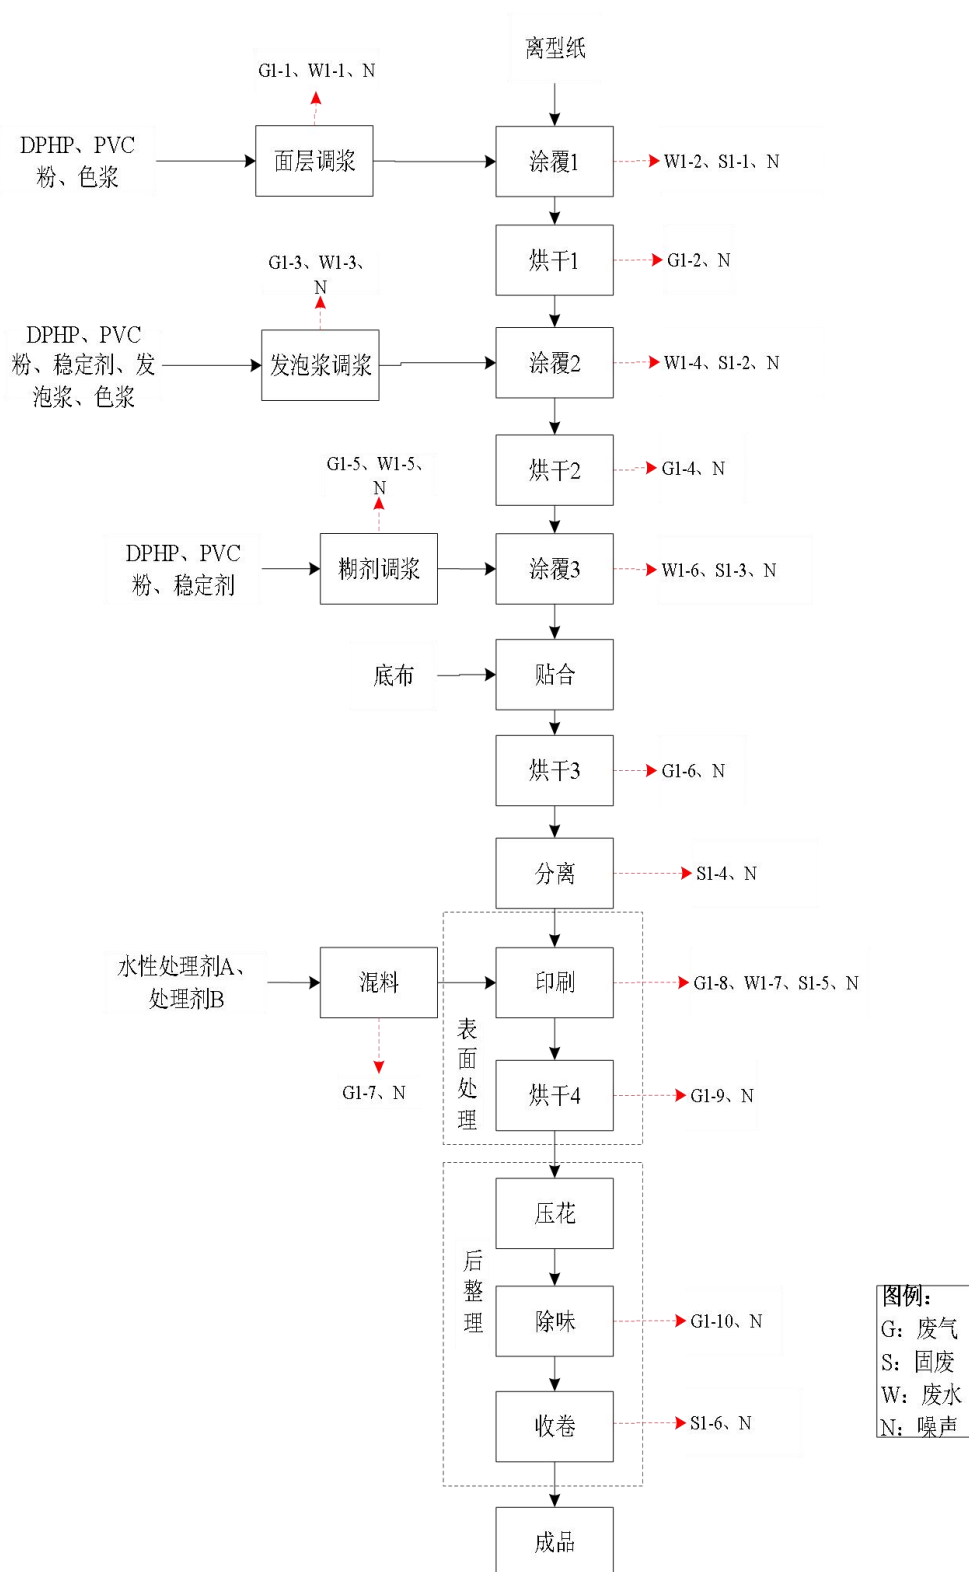 离型纸
G1-1、W1-1、N
DPHP、PVC
粉、色浆
面层调浆
涂覆1
W1-2、S1-1、N
烘干1
G1-2、N
G1-3、W1-3、
N
DPHP、PVC
粉、稳定剂、发
泡浆、色浆
发泡浆调浆
涂覆2
W1-4、S1-2、N
烘干2
G1-4、N
G1-5、W1-5、
N
DPHP、PVC
粉、稳定剂
糊剂调浆
涂覆3
W1-6、S1-3、N
底布
贴合
烘干3
G1-6、N
分离
S1-4、N
水性处理剂A、
处理剂B
混料
印刷
G1-8、W1-7、S1-5、N
G1-7、N
表面处理
烘干4
G1-9、N
压花
后整理
除味
G1-10、N
收卷
S1-6、N
成品
图例：
G：废气
S：固废
W：废水
N：噪声